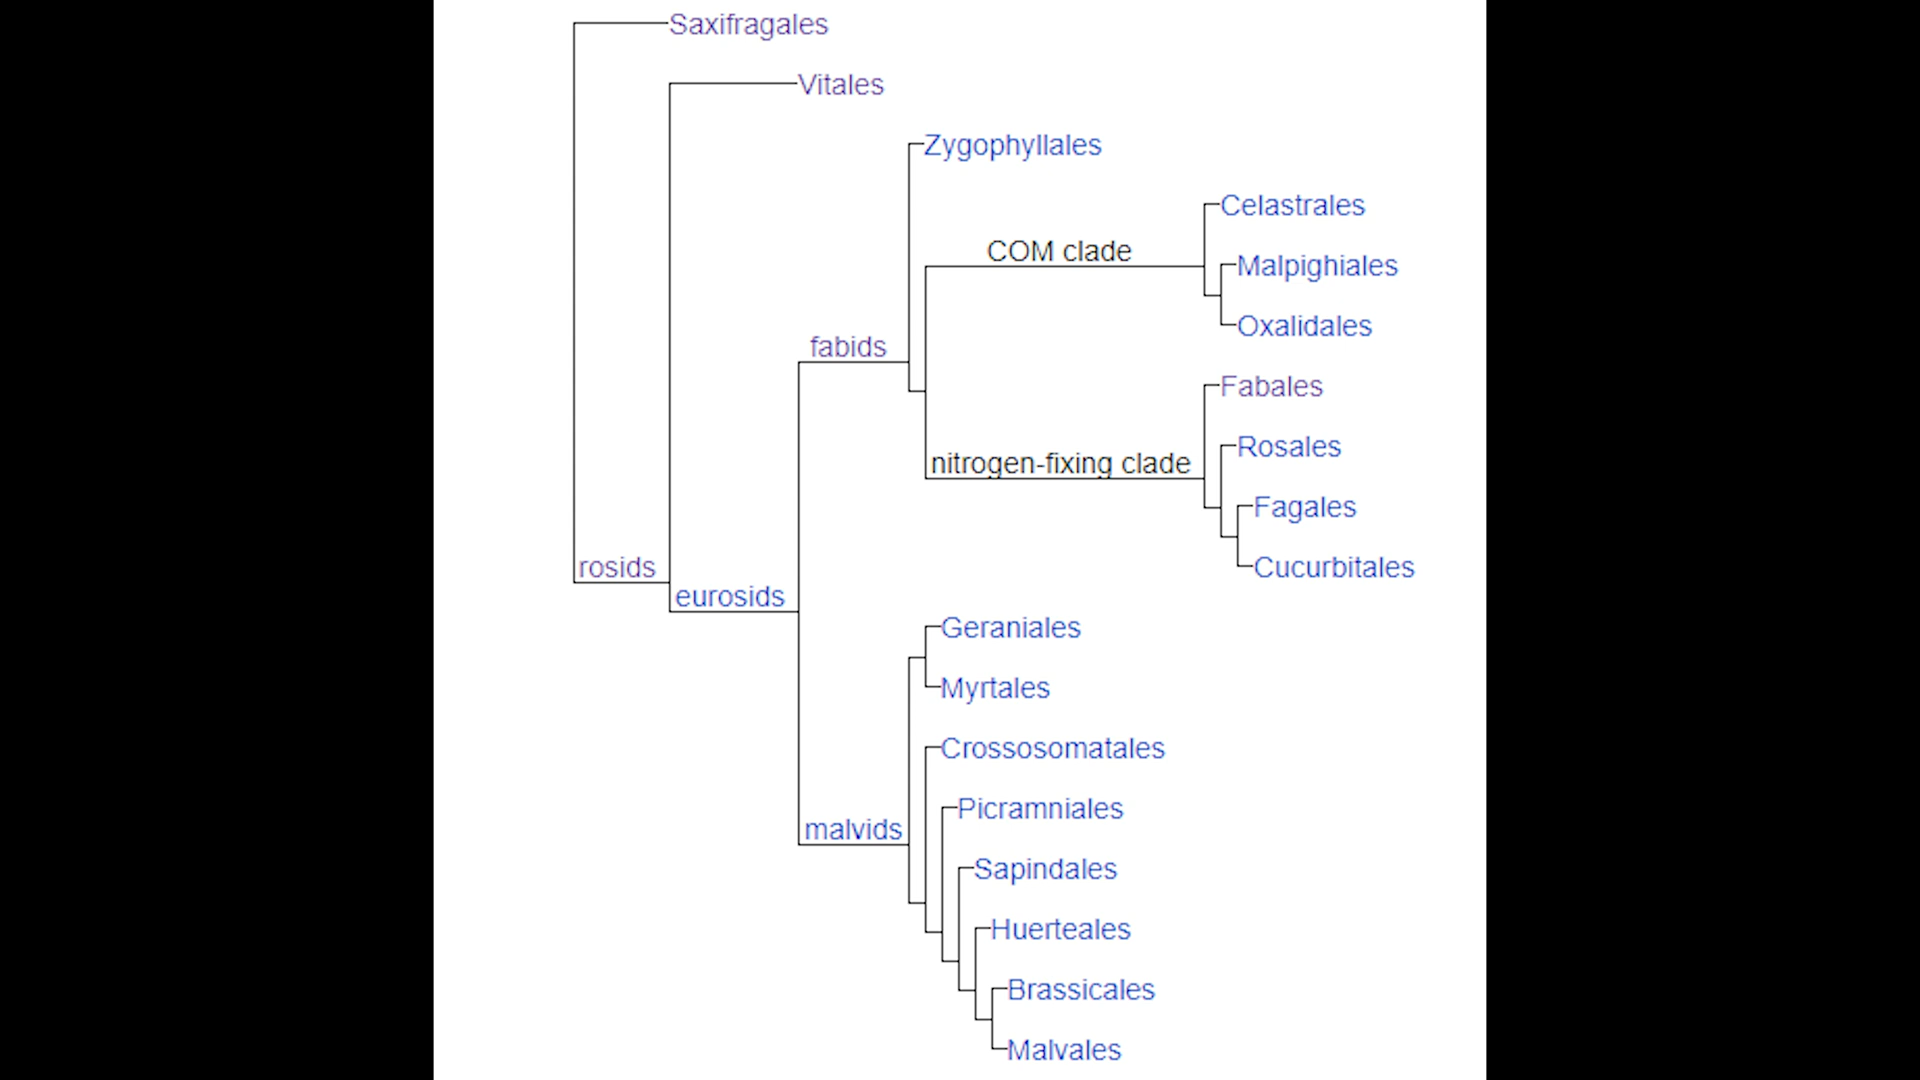 Saxifragales
Vitales
Zygophyllales
Celastrales
COM clade
Malpighiales
Oxalidales
fabids
Fabales
Rosales
nitrogen-fixing clade
Fagales
rosids
Cucurbitales
eurosids
Geraniales
Myrtales
Crossosomatales
Picramniales
malvids
Sapindales
Huerteales
Brassicales
Malvales